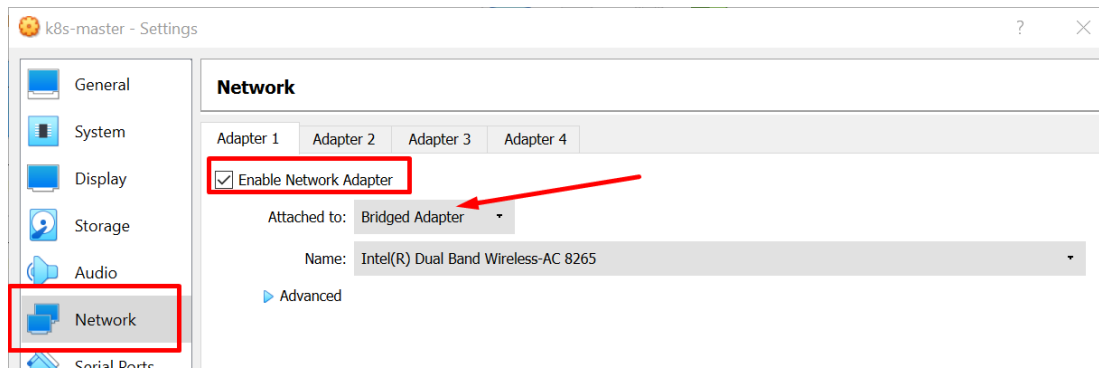 k8s-master - Settings
?
General
System
Display
Storage
Audio
Network
Serial Ports
Network
Adapter 1 Adapter 2 Adapter 3 Adapter 4
Enable Network Adapter
Attached to: Bridged Adapter
Name: Intel(R) Dual Band Wireless-AC 8265
Advanced